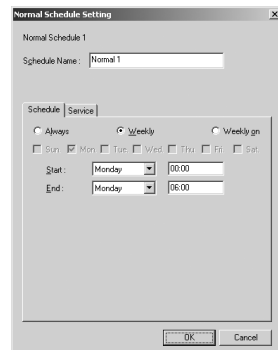 Normal Schedule Setting
Normal Schedule 1
Schedule Name : Normal 1
Schedule Service
Always Weekly Weekly on
Sun. Mon. Tue. Wed. Thu. Fri. Sat.
Start : Monday 00:00
End : Monday 06:00
OK Cancel